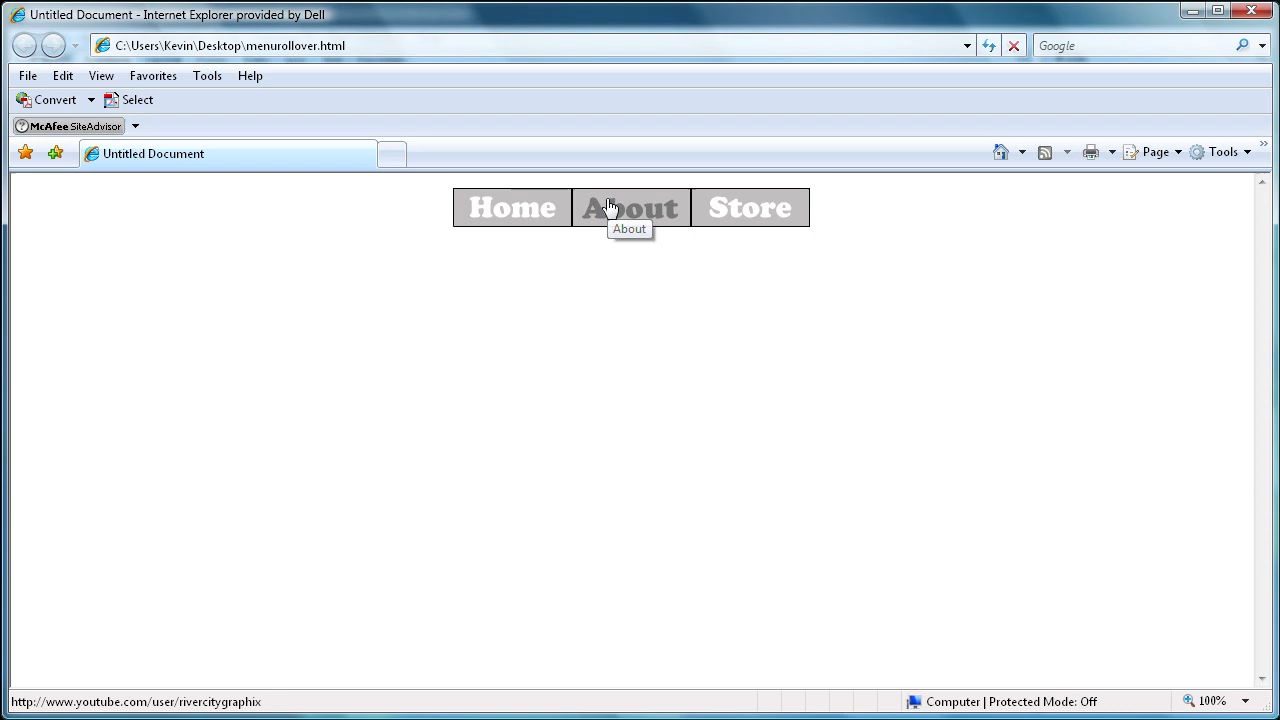 Untitled Document - Internet Explorer provided by Dell
C:\Users\Kevin\Desktop\menurollover.html
Google
File Edit View Favorites Tools Help
Convert Select
McAfee SiteAdvisor
Untitled Document
Page Tools
Home About Store
About
http://www.youtube.com/user/rivercitygraphix
Computer | Protected Mode: Off
100%